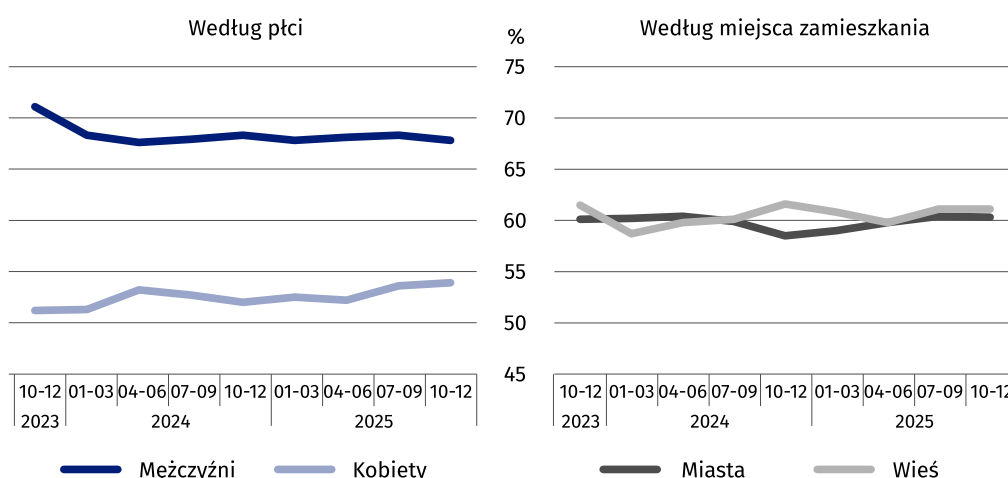 Według płci
%
Według miejsca zamieszkania
75
70
65
60
55
50
45
10-12 01-03 04-06 07-09 10-12 01-03 04-06 07-09 10-12
2023 2024 2025
10-12 01-03 04-06 07-09 10-12 01-03 04-06 07-09 10-12
2023 2024 2025
Mężczyźni Kobiety
Miasta Wieś